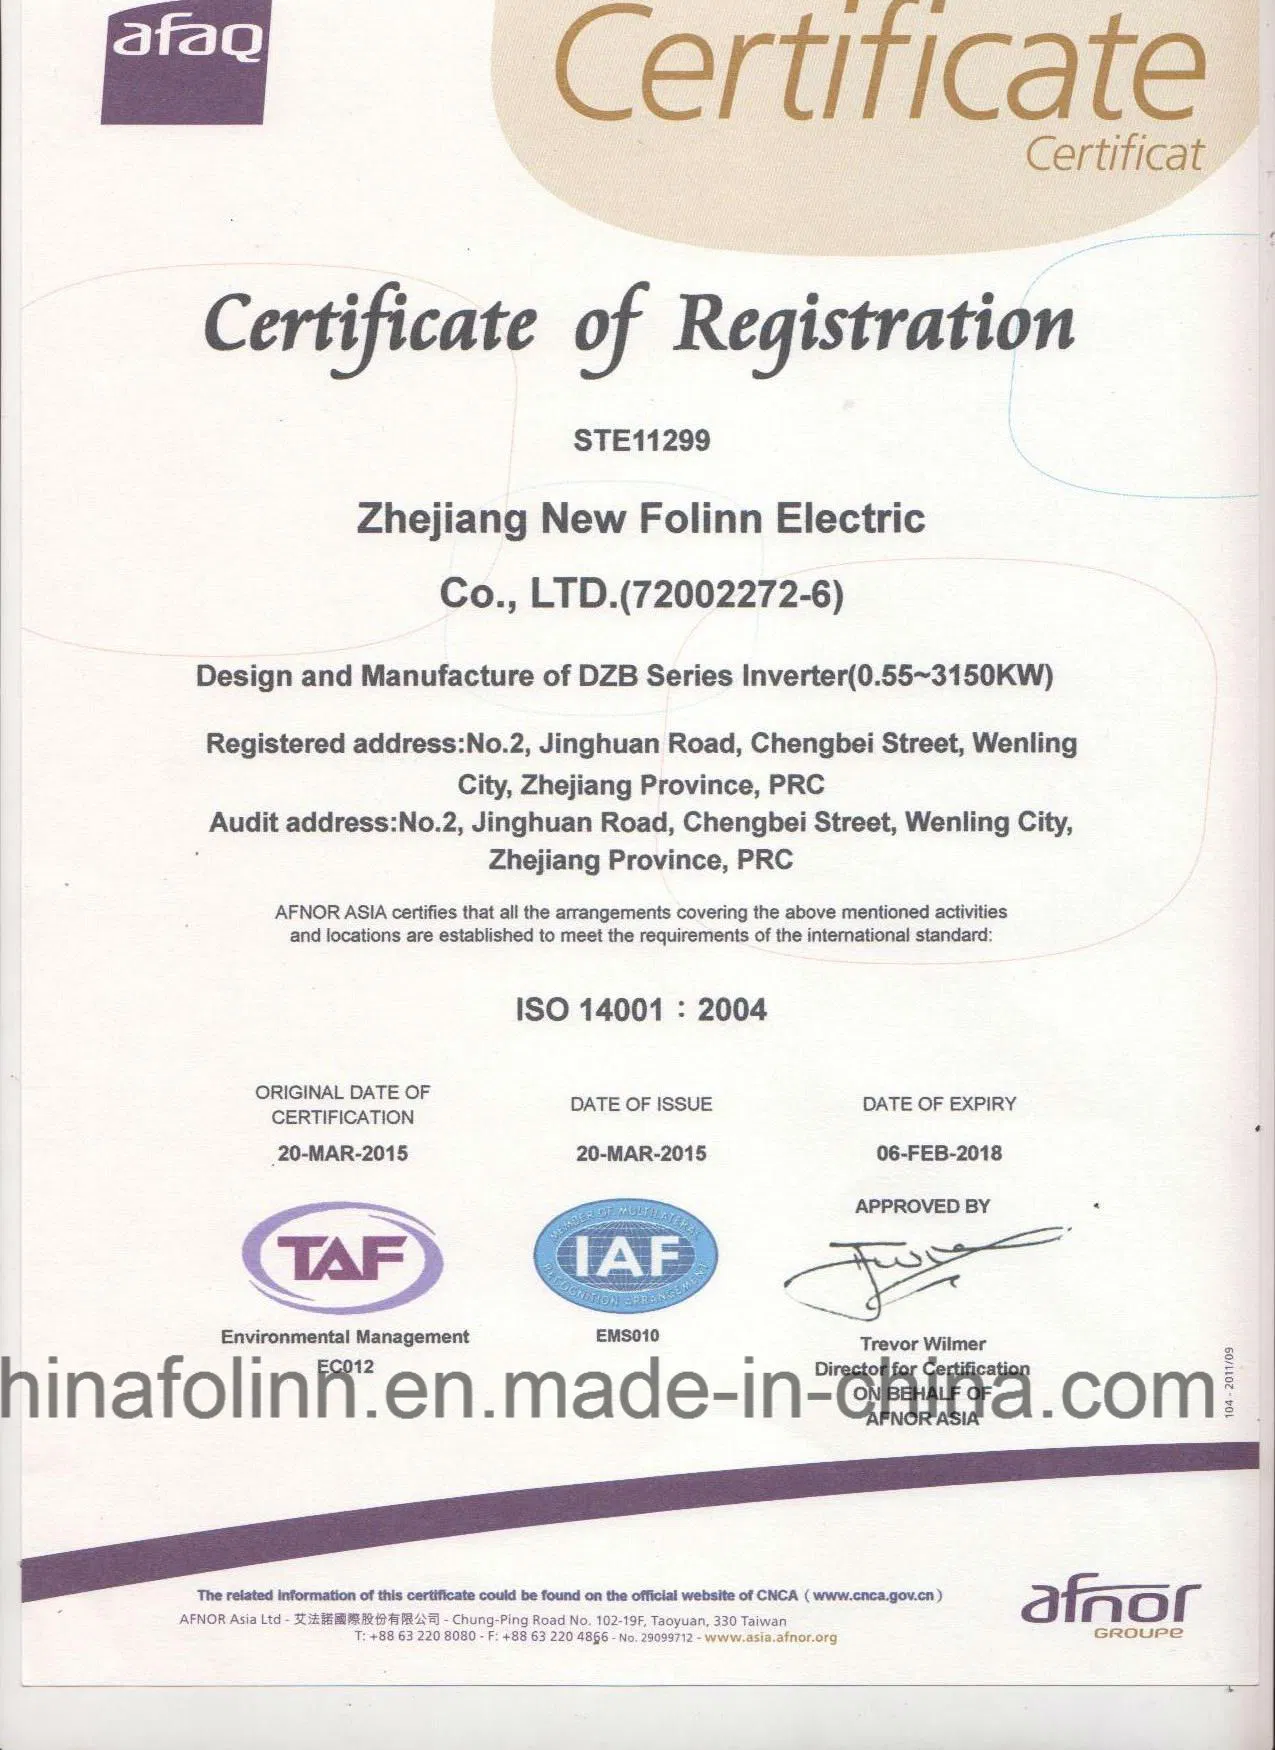 afaq
Certificate
Certificat
Certificate of Registration
STE11299
Zhejiang New Folinn Electric
Co., LTD.(72002272-6)
Design and Manufacture of DZB Series Inverter(0.55~3150KW)
Registered address:No.2, Jinghuan Road, Chengbei Street, Wenling
City, Zhejiang Province, PRC
Audit address:No.2, Jinghuan Road, Chengbei Street, Wenling City,
Zhejiang Province, PRC
AFNOR ASIA certifies that all the arrangements covering the above mentioned activities
and locations are established to meet the requirements of the international standard:
ISO 14001 : 2004
ORIGINAL DATE OF
CERTIFICATION
20-MAR-2015
DATE OF ISSUE
20-MAR-2015
DATE OF EXPIRY
06-FEB-2018
TAF
Environmental Management
EC012
MEMBER OF MULTILATERAL
IAF
RECOGNITION ARRANGEMENT
EMS010
APPROVED BY
Trevor Wilmer
Director for Certification
ON BEHALF OF
AFNOR ASIA
hinafolinn.en.made-in-china.com
104 - 2011/09
The related information of this certificate could be found on the official website of CNCA ( www.cnca.gov.cn )
AFNOR Asia Ltd - 艾法諾國際股份有限公司 - Chung-Ping Road No. 102-19F, Taoyuan, 330 Taiwan
T: +88 63 220 8080 - F: +88 63 220 4866 - No. 29099712 - www.asia.afnor.org
afnor
GROUPE